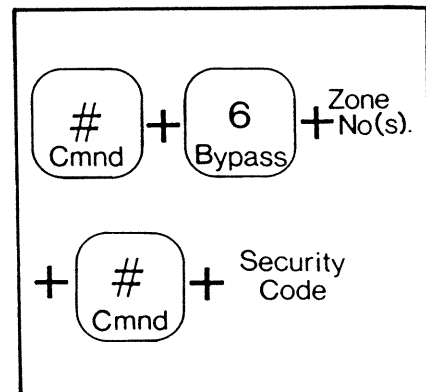 # + 6 + Zone
Cmnd Bypass No(s).
+ # + Security
Cmnd Code